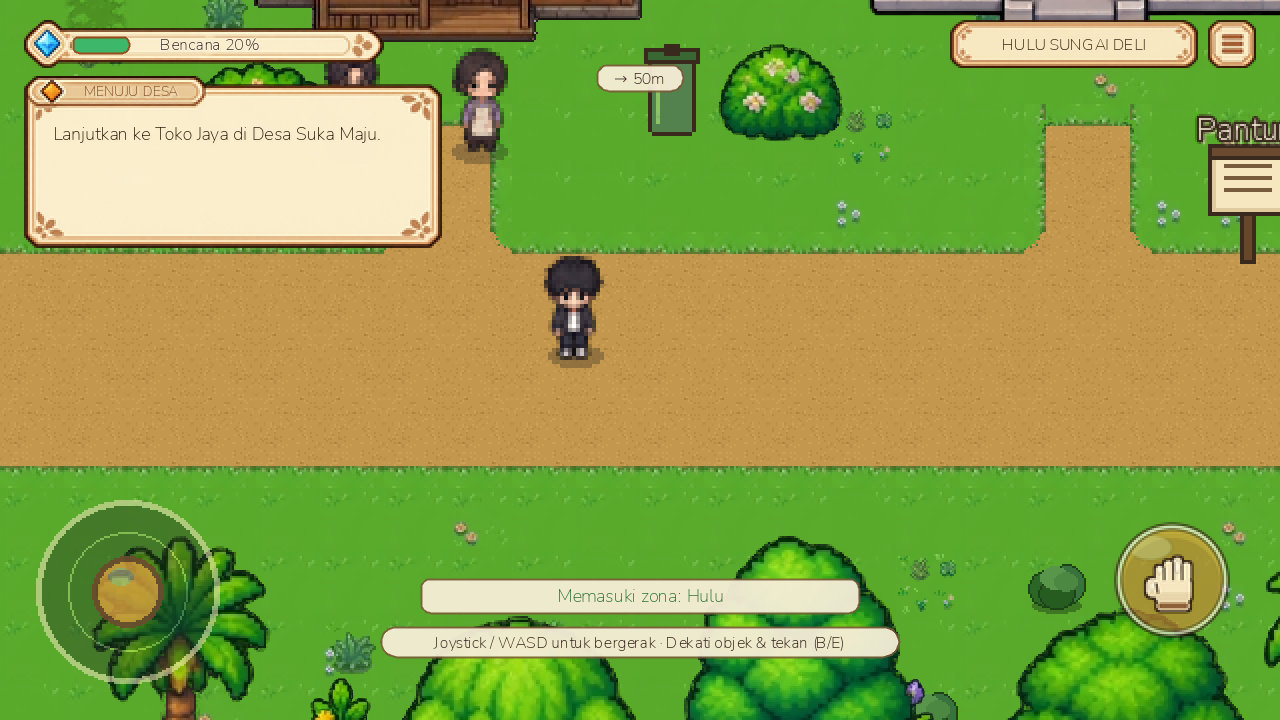 Bencana 20%
HULU SUNGAI DELI
→ 50m
MENUJU DESA
Lanjutkan ke Toko Jaya di Desa Suka Maju.
Memasuki zona: Hulu
Joystick / WASD untuk bergerak · Dekati objek & tekan (B/E)